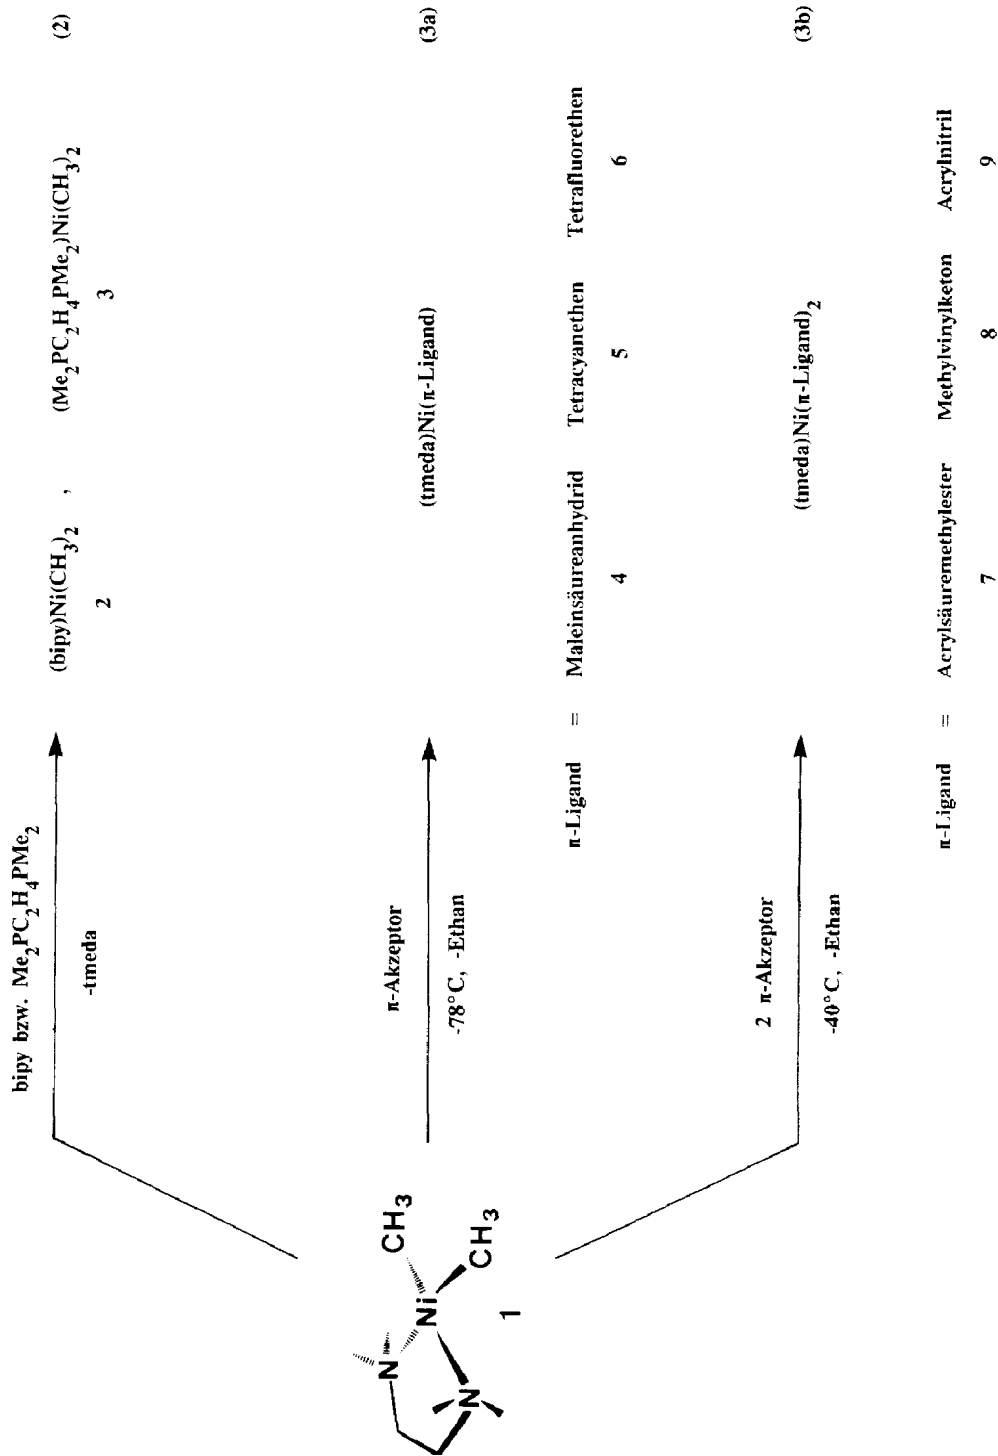 bipy bzw. Me2PC2H4PMe2
-tmeda
(bipy)Ni(CH3)2 , (Me2PC2H4PMe2)Ni(CH3)2 (2)
2 3
N
N
Ni
CH3
CH3
1
π-Akzeptor
-78°C, -Ethan
(tmeda)Ni(π-Ligand) (3a)
π-Ligand = Maleinsäureanhydrid Tetracyanethen Tetrafluorethen
4 5 6
2 π-Akzeptor
-40°C, -Ethan
(tmeda)Ni(π-Ligand)2 (3b)
π-Ligand = Acrylsäuremethylester Methylvinylketon Acrylnitril
7 8 9